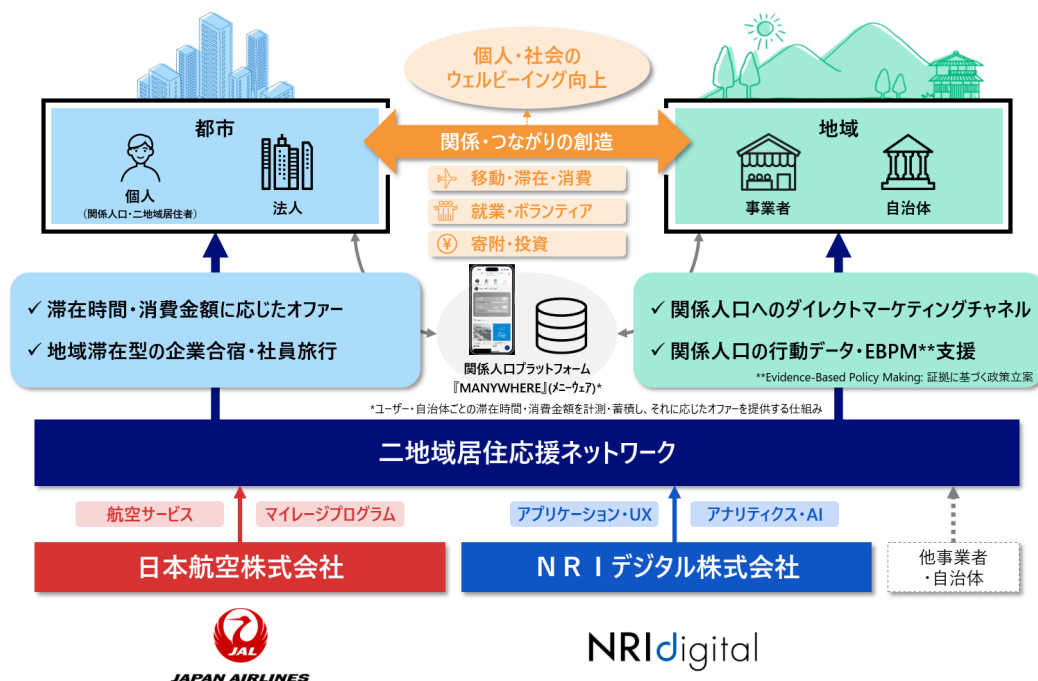 個人・社会の
ウェルビーイング向上
都市
関係・つながりの創造
地域
個人
(関係人口・二地域居住者)
法人
移動・滞在・消費
就業・ボランティア
寄附・投資
事業者
自治体
✓ 滞在時間・消費金額に応じたオファー
✓ 地域滞在型の企業合宿・社員旅行
関係人口プラットフォーム
『MANYWHERE』(メニーウェア)*
✓ 関係人口へのダイレクトマーケティングチャネル
✓ 関係人口の行動データ・EBPM**支援
**Evidence-Based Policy Making: 証拠に基づく政策立案
*ユーザー・自治体ごとの滞在時間・消費金額を計測・蓄積し、それに応じたオファーを提供する仕組み
二地域居住応援ネットワーク
航空サービス
マイレージプログラム
アプリケーション・UX
アナリティクス・AI
日本航空株式会社
ＮＲＩデジタル株式会社
他事業者
・自治体
JAL
JAPAN AIRLINES
NRIdigital